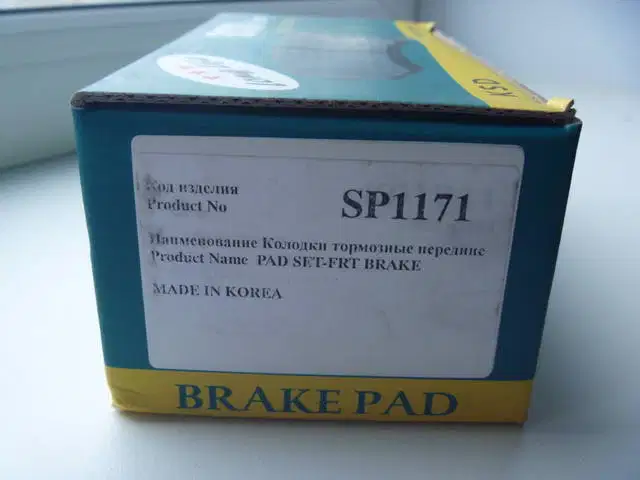 KSD
Код изделия
Product No SP1171
Наименование Колодки тормозные передние
Product Name PAD SET-FRT BRAKE
MADE IN KOREA
BRAKE PAD